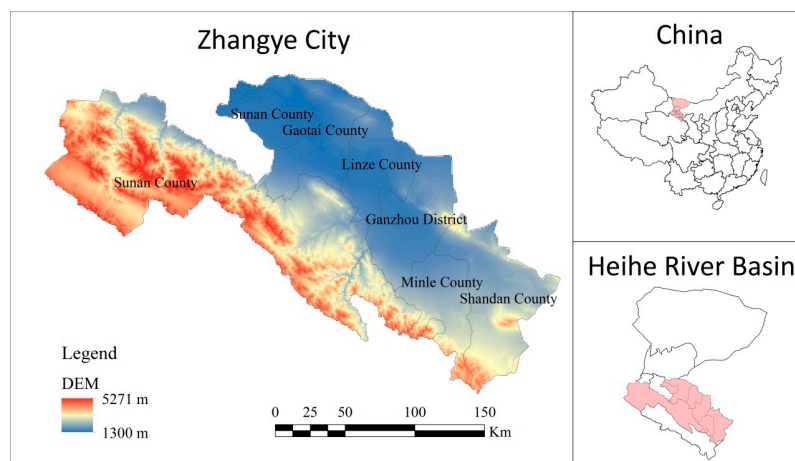 Zhangye City
Sunan County
Gaotai County
Linze County
Sunan County
Ganzhou District
Minle County
Shandan County
Legend
DEM
5271 m
1300 m
0 25 50 100 150
Km
China
Heihe River Basin